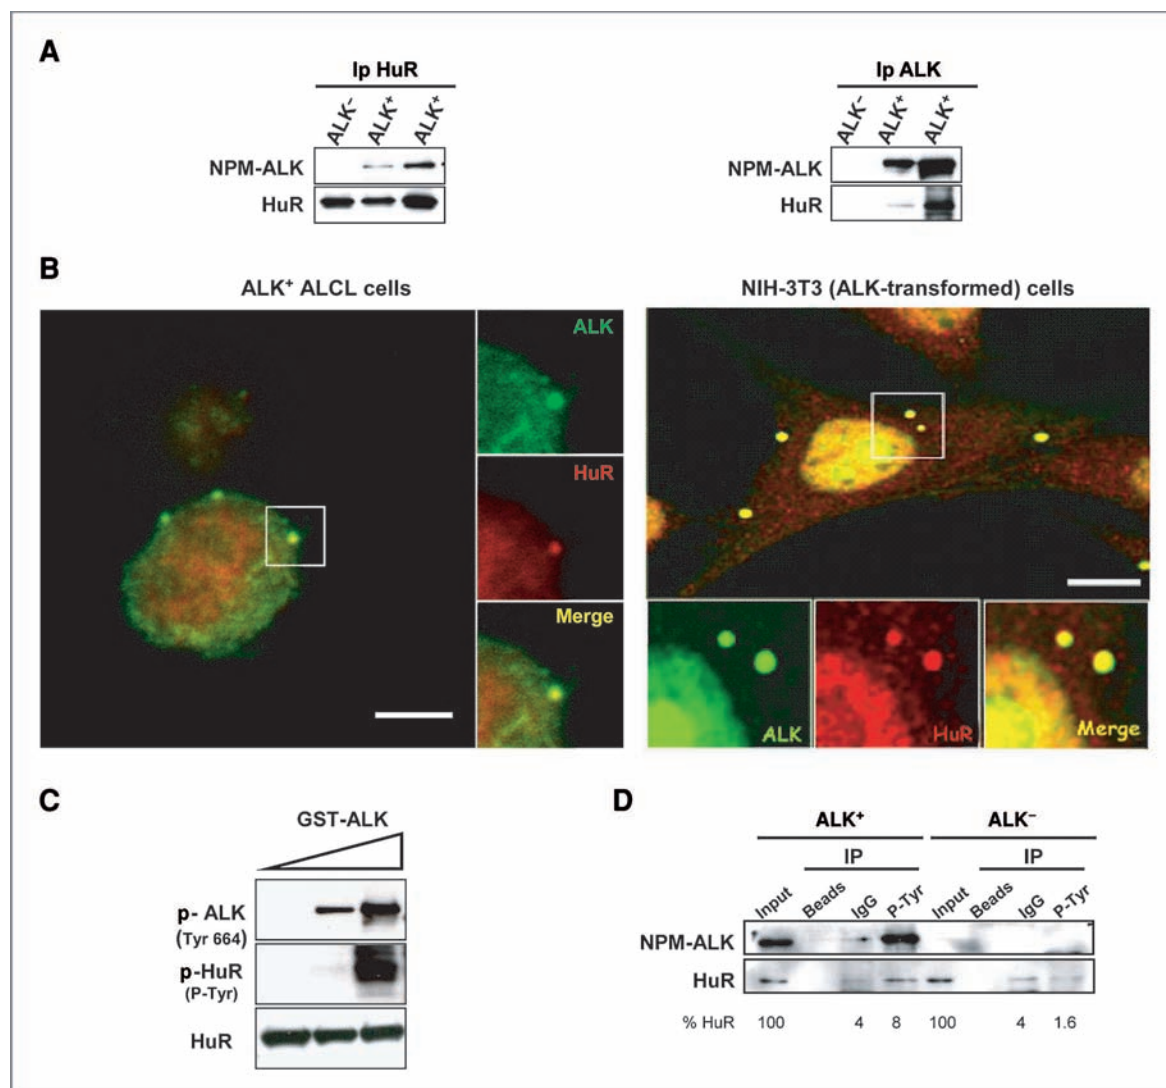 A
Ip HuR
ALK⁻ ALK⁺ ALK⁺
NPM-ALK
HuR
Ip ALK
ALK⁻ ALK⁺ ALK⁺
NPM-ALK
HuR
B
ALK⁺ ALCL cells
ALK
HuR
Merge
NIH-3T3 (ALK-transformed) cells
ALK
HuR
Merge
C
GST-ALK
p- ALK
(Tyr 664)
p-HuR
(P-Tyr)
HuR
D
ALK⁺ ALK⁻
IP IP
Input Beads IgG P-Tyr Input Beads IgG P-Tyr
NPM-ALK
HuR
% HuR 100 4 8 100 4 1.6